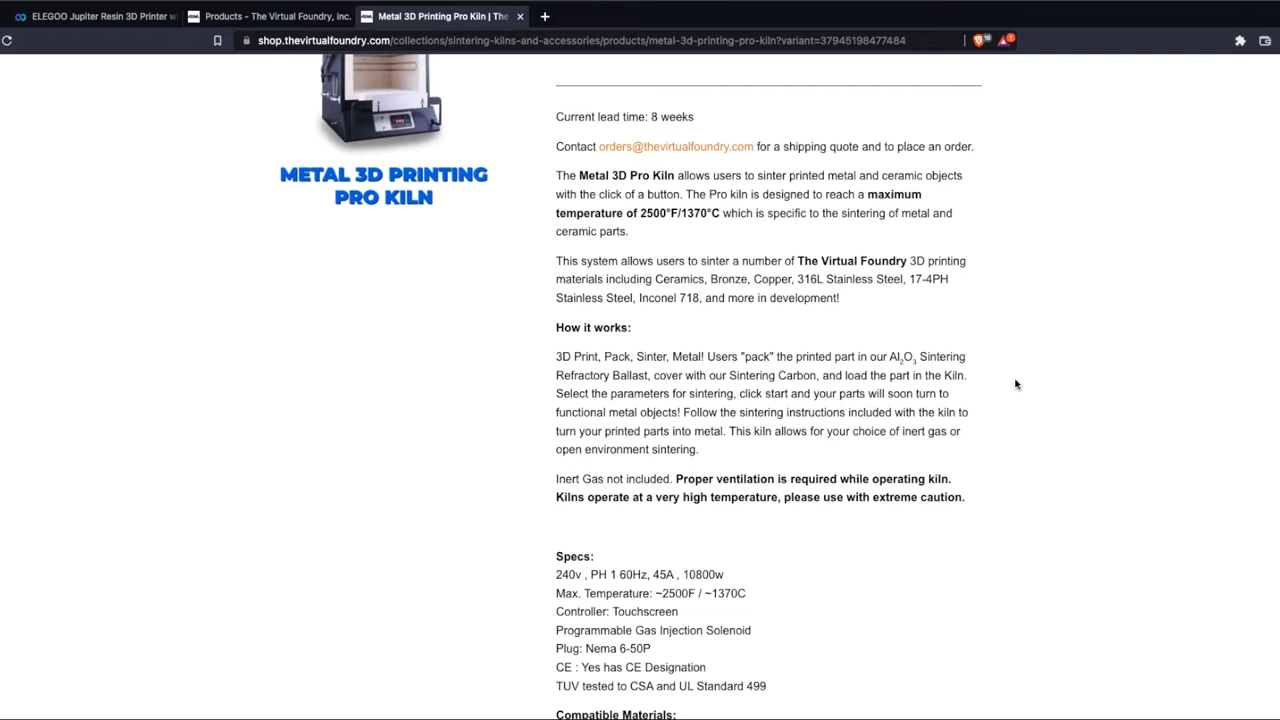 ELEGOO Jupiter Resin 3D Printer w
Products - The Virtual Foundry, inc.
Metal 3D Printing Pro Kiln | The
shop.thevirtualfoundry.com/collections/sintering-kilns-and-accessories/products/metal-3d-printing-pro-kiln?variant=37945198477484
16
1
METAL 3D PRINTING
PRO KILN
Current lead time: 8 weeks
Contact orders@thevirtualfoundry.com for a shipping quote and to place an order.
The Metal 3D Pro Kiln allows users to sinter printed metal and ceramic objects
with the click of a button. The Pro kiln is designed to reach a maximum
temperature of 2500°F/1370°C which is specific to the sintering of metal and
ceramic parts.
This system allows users to sinter a number of The Virtual Foundry 3D printing
materials including Ceramics, Bronze, Copper, 316L Stainless Steel, 17-4PH
Stainless Steel, Inconel 718, and more in development!
How it works:
3D Print, Pack, Sinter, Metal! Users "pack" the printed part in our Al₂O₃ Sintering
Refractory Ballast, cover with our Sintering Carbon, and load the part in the Kiln.
Select the parameters for sintering, click start and your parts will soon turn to
functional metal objects! Follow the sintering instructions included with the kiln to
turn your printed parts into metal. This kiln allows for your choice of inert gas or
open environment sintering.
Inert Gas not included. Proper ventilation is required while operating kiln.
Kilns operate at a very high temperature, please use with extreme caution.
Specs:
240v , PH 1 60Hz, 45A , 10800w
Max. Temperature: ~2500F / ~1370C
Controller: Touchscreen
Programmable Gas Injection Solenoid
Plug: Nema 6-50P
CE : Yes has CE Designation
TUV tested to CSA and UL Standard 499
Compatible Materials: